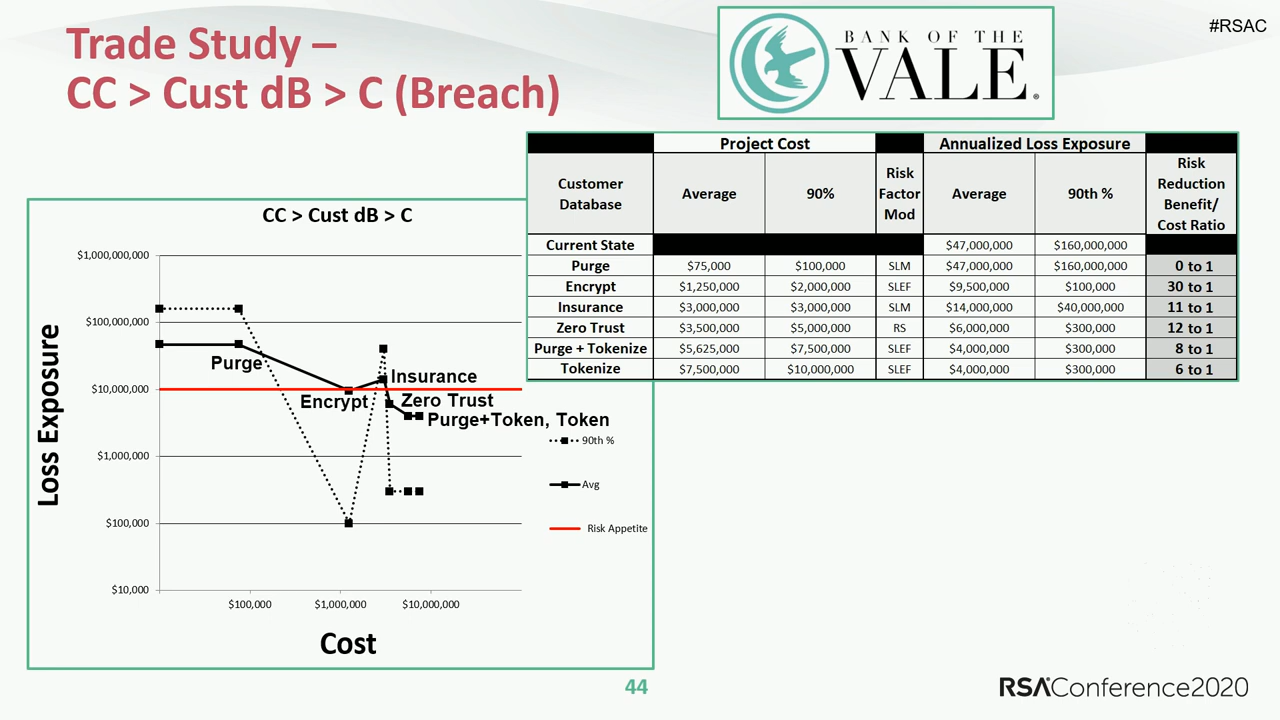 Trade Study –
CC > Cust dB > C (Breach)
BANK OF THE
VALE®
#RSAC
Project Cost
Annualized Loss Exposure
Customer Database
Average
90%
Risk Factor Mod
Average
90th %
Risk Reduction Benefit/ Cost Ratio
Current State $47,000,000 $160,000,000
Purge $75,000 $100,000 SLM $47,000,000 $160,000,000 0 to 1
Encrypt $1,250,000 $2,000,000 SLEF $9,500,000 $100,000 30 to 1
Insurance $3,000,000 $3,000,000 SLM $14,000,000 $40,000,000 11 to 1
Zero Trust $3,500,000 $5,000,000 RS $6,000,000 $300,000 12 to 1
Purge + Tokenize $5,625,000 $7,500,000 SLEF $4,000,000 $300,000 8 to 1
Tokenize $7,500,000 $10,000,000 SLEF $4,000,000 $300,000 6 to 1
CC > Cust dB > C
Loss Exposure
$1,000,000,000
$100,000,000
$10,000,000
$1,000,000
$100,000
$10,000
Purge
Encrypt
Insurance
Zero Trust
Purge+Token, Token
90th %
Avg
Risk Appetite
$100,000 $1,000,000 $10,000,000
Cost
44
RSAConference2020